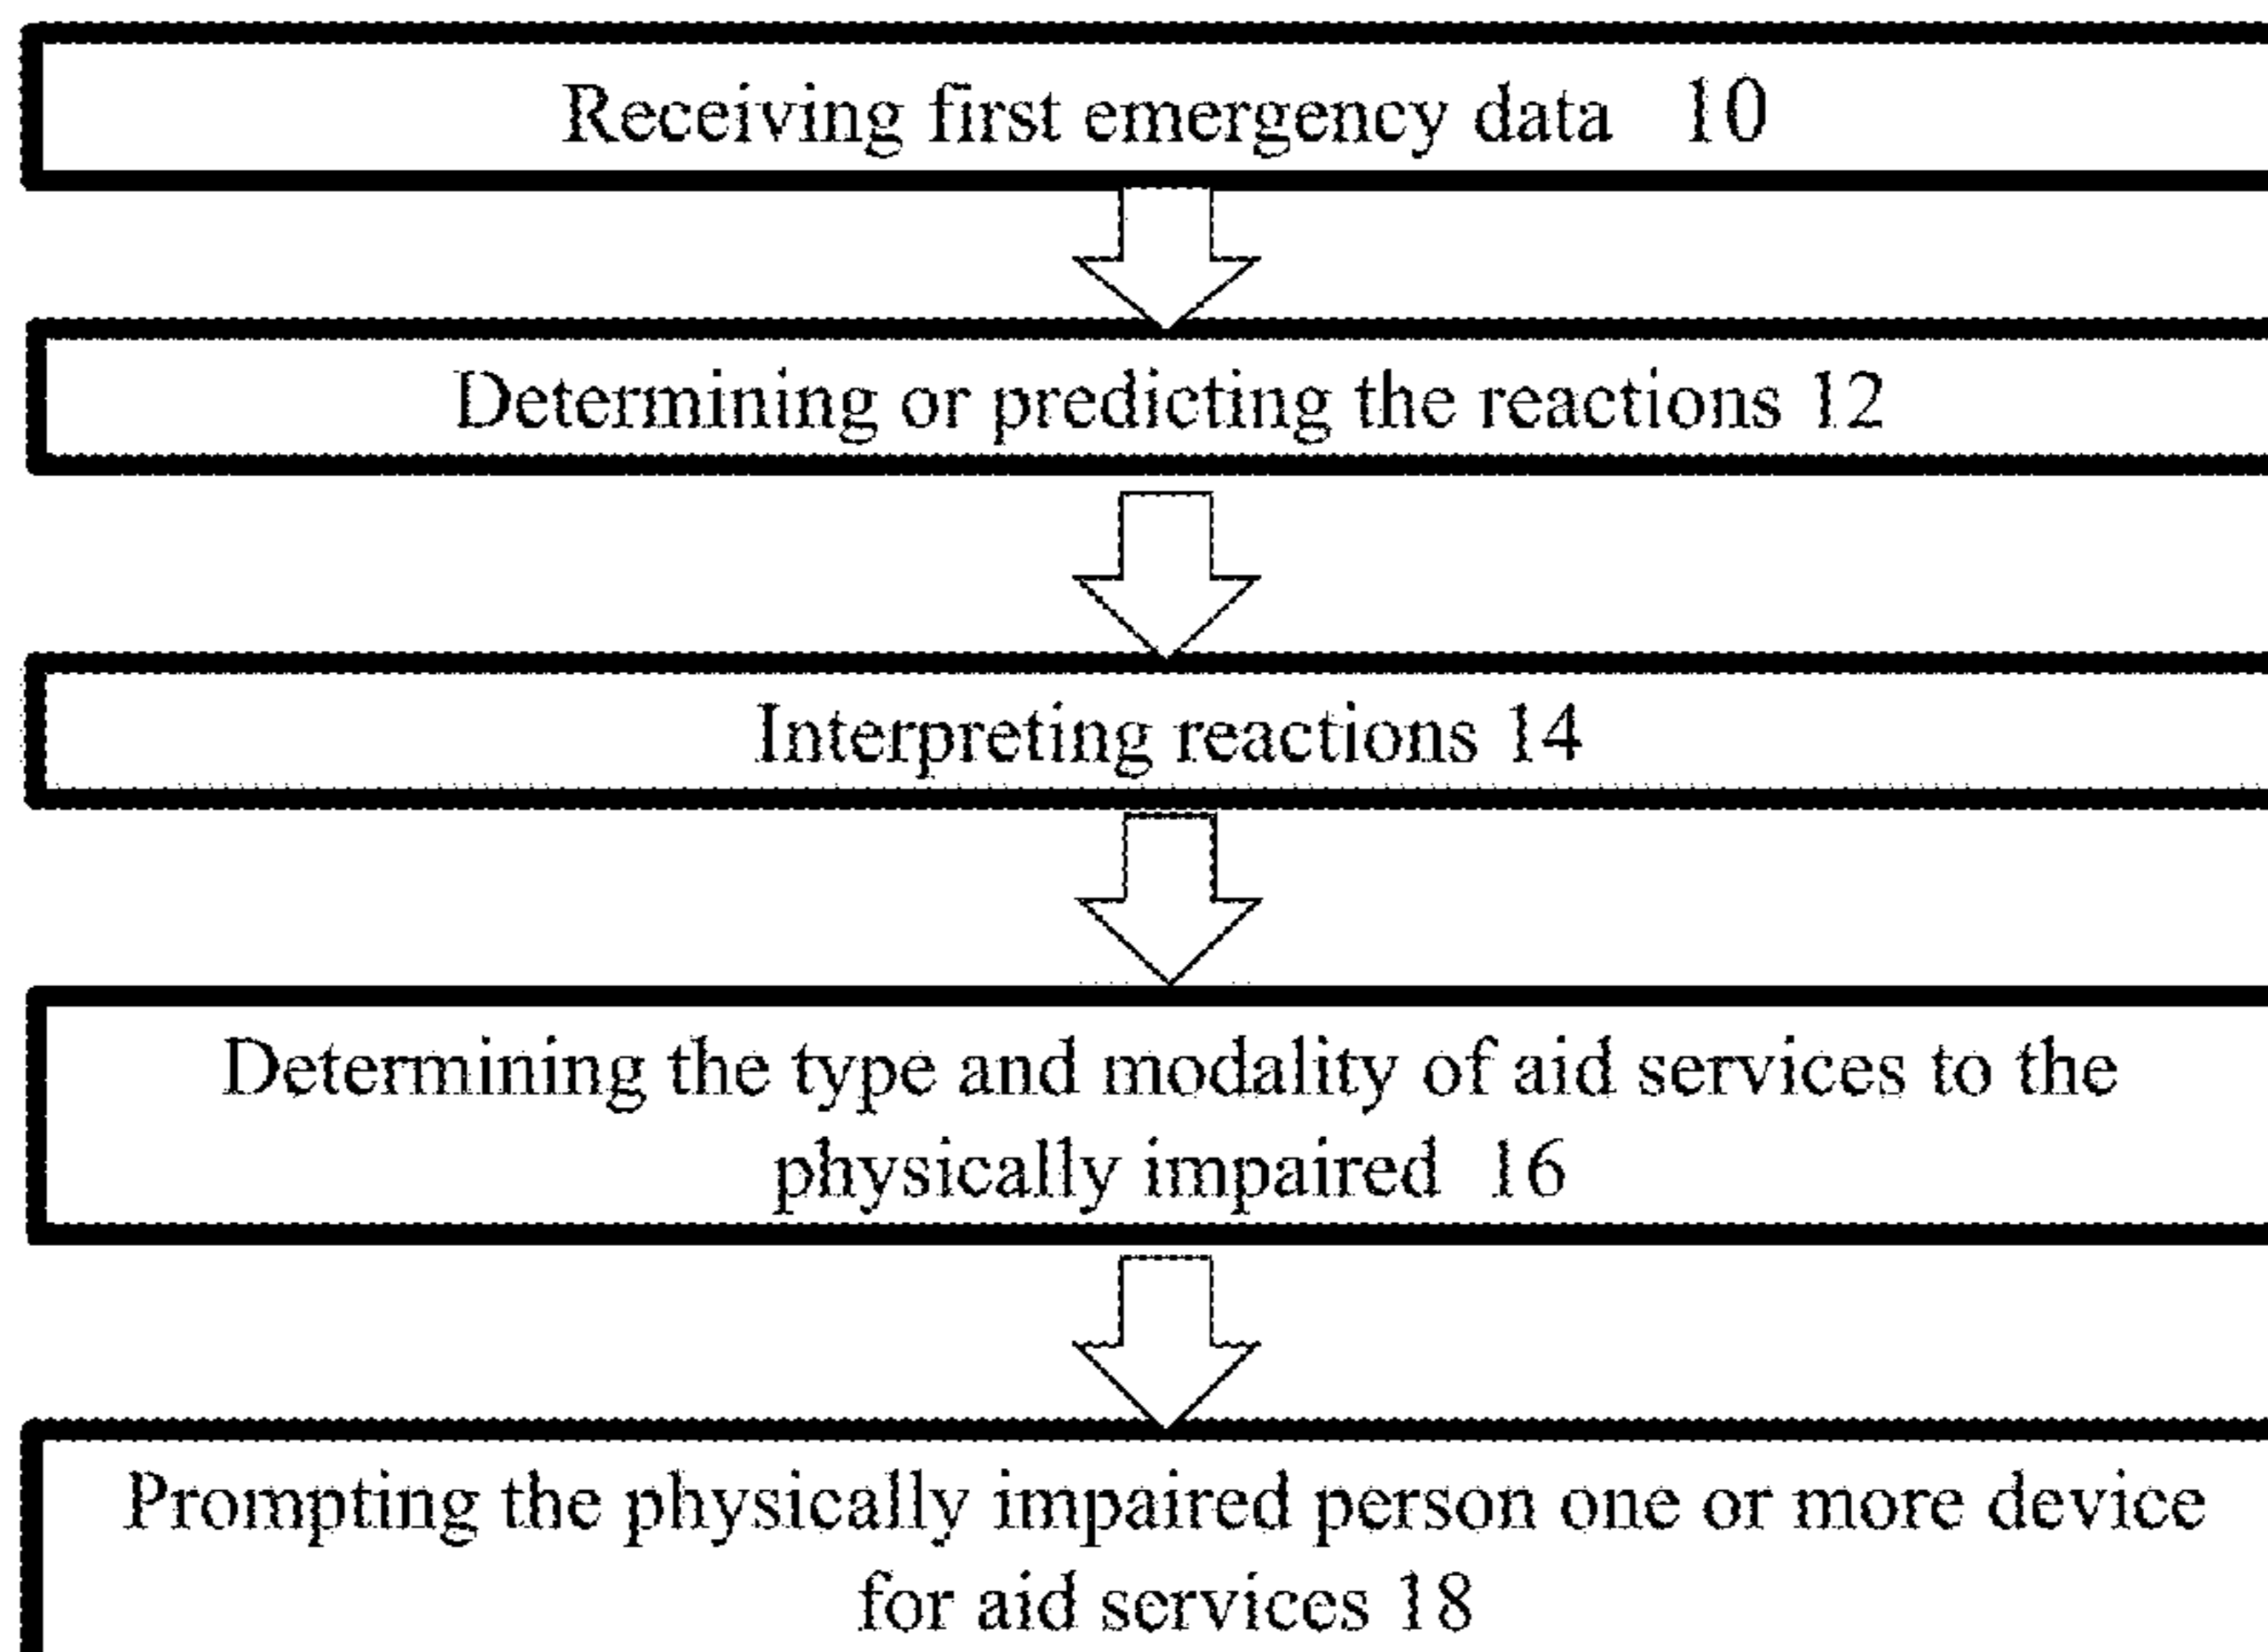 Receiving first emergency data 10
Determining or predicting the reactions 12
Interpreting reactions 14
Determining the type and modality of aid services to the
physically impaired 16
Prompting the physically impaired person one or more device
for aid services 18